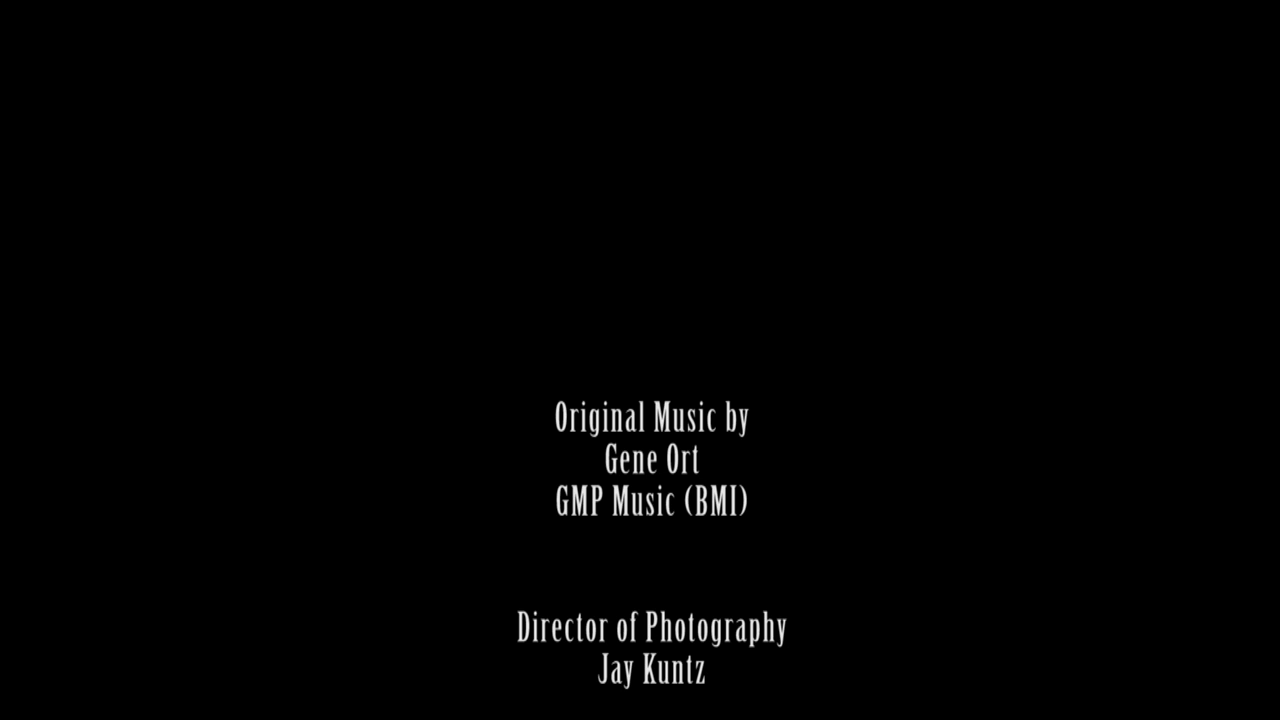 Original Music by
Gene Ort
GMP Music (BMI)
Director of Photography
Jay Kuntz